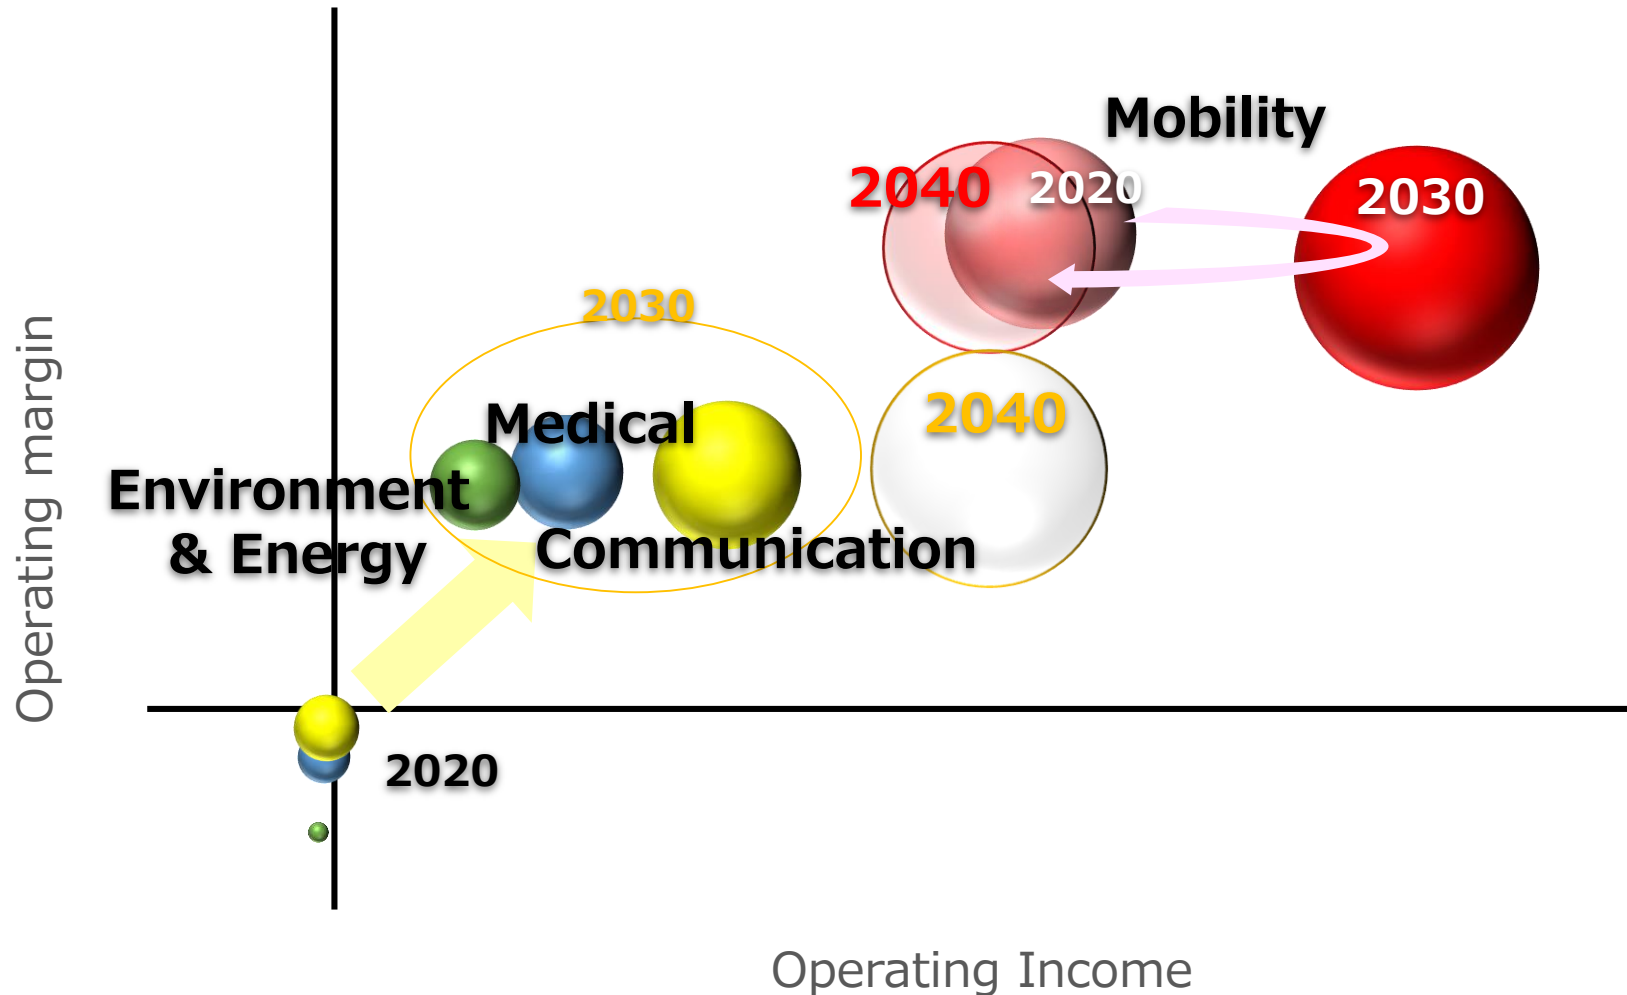 Mobility
2040
2020
2030
2030
2040
Medical
Environment
& Energy
Communication
2020
Operating margin
Operating Income